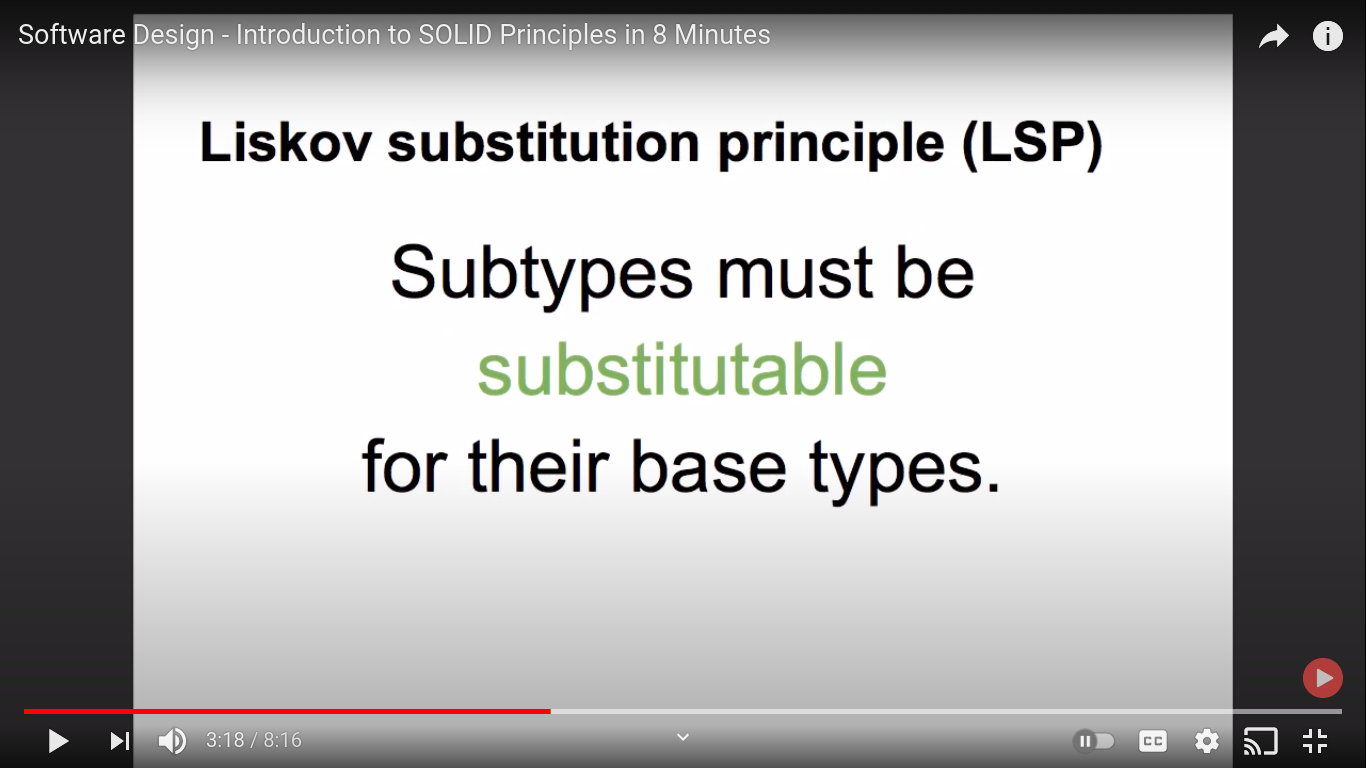 Software Design - Introduction to SOLID Principles in 8 Minutes
Liskov substitution principle (LSP)
Subtypes must be
substitutable
for their base types.
3:18 / 8:16
CC